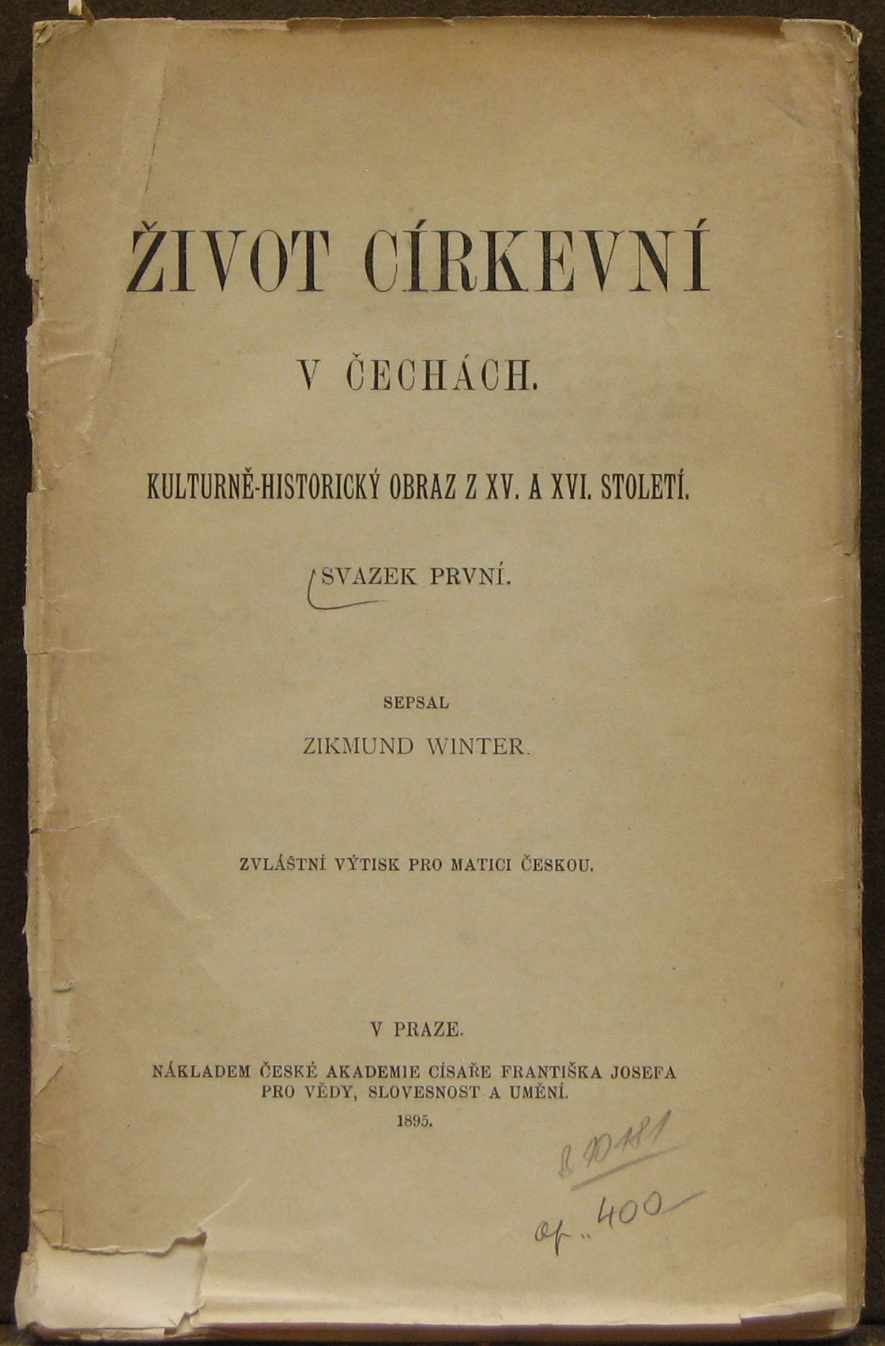 ŽIVOT CÍRKEVNÍ
V ČECHÁCH.
KULTURNĚ-HISTORICKÝ OBRAZ Z XV. A XVI. STOLETÍ.
SVAZEK PRVNÍ.
SEPSAL
ZIKMUND WINTER.
ZVLÁŠTNÍ VÝTISK PRO MATICI ČESKOU.
V PRAZE.
NÁKLADEM ČESKÉ AKADEMIE CÍSAŘE FRANTIŠKA JOSEFA
PRO VĚDY, SLOVESNOST A UMĚNÍ.
1895.
400